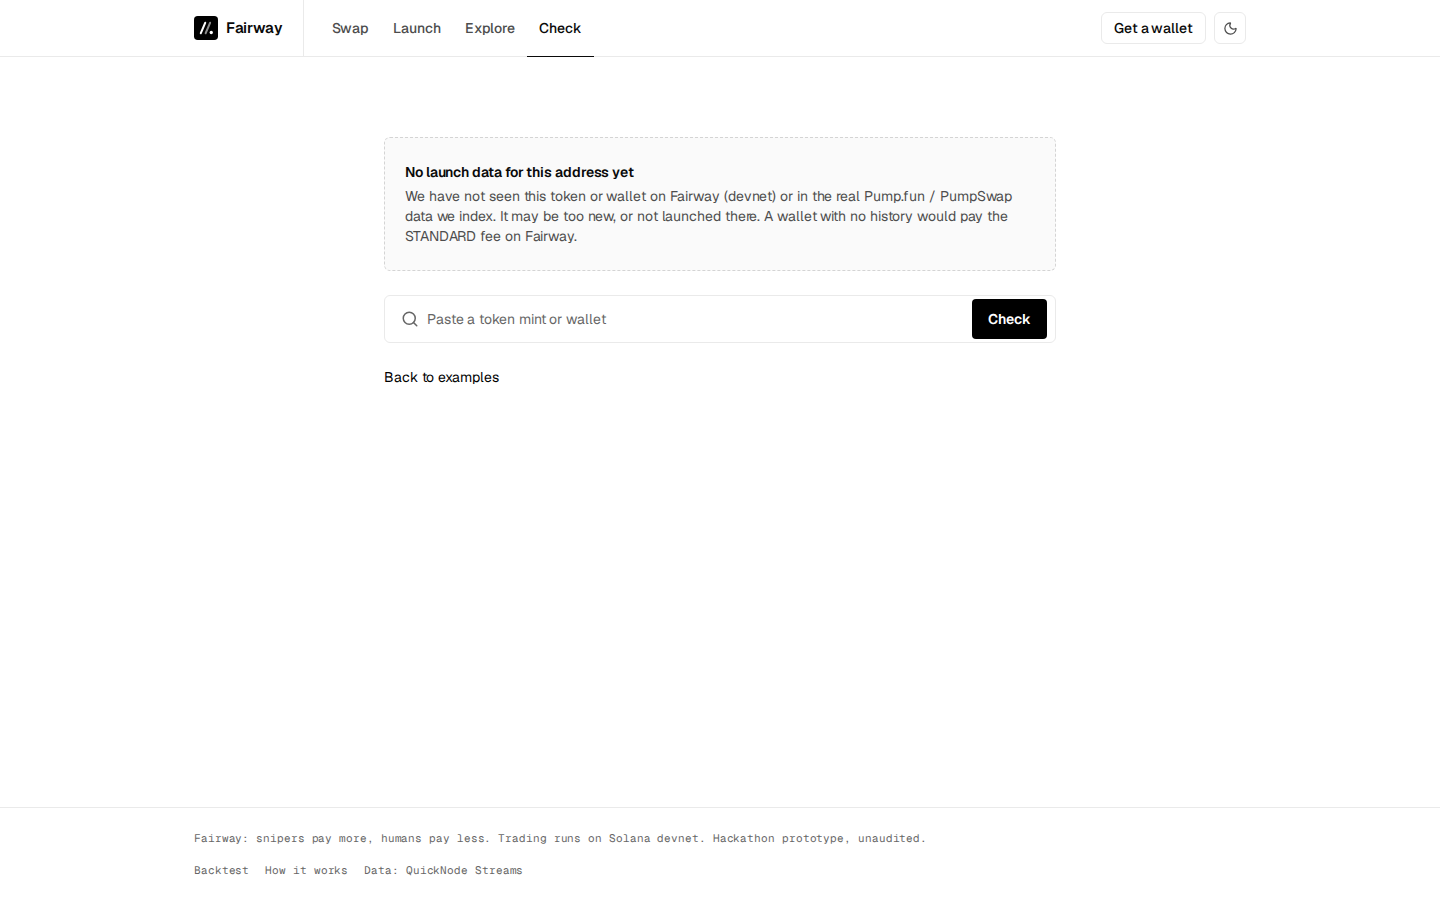 Fairway
Swap
Launch
Explore
Check
Get a wallet
No launch data for this address yet
We have not seen this token or wallet on Fairway (devnet) or in the real Pump.fun / PumpSwap
data we index. It may be too new, or not launched there. A wallet with no history would pay the
STANDARD fee on Fairway.
Paste a token mint or wallet
Check
Back to examples
Fairway: snipers pay more, humans pay less. Trading runs on Solana devnet. Hackathon prototype, unaudited.
Backtest How it works Data: QuickNode Streams